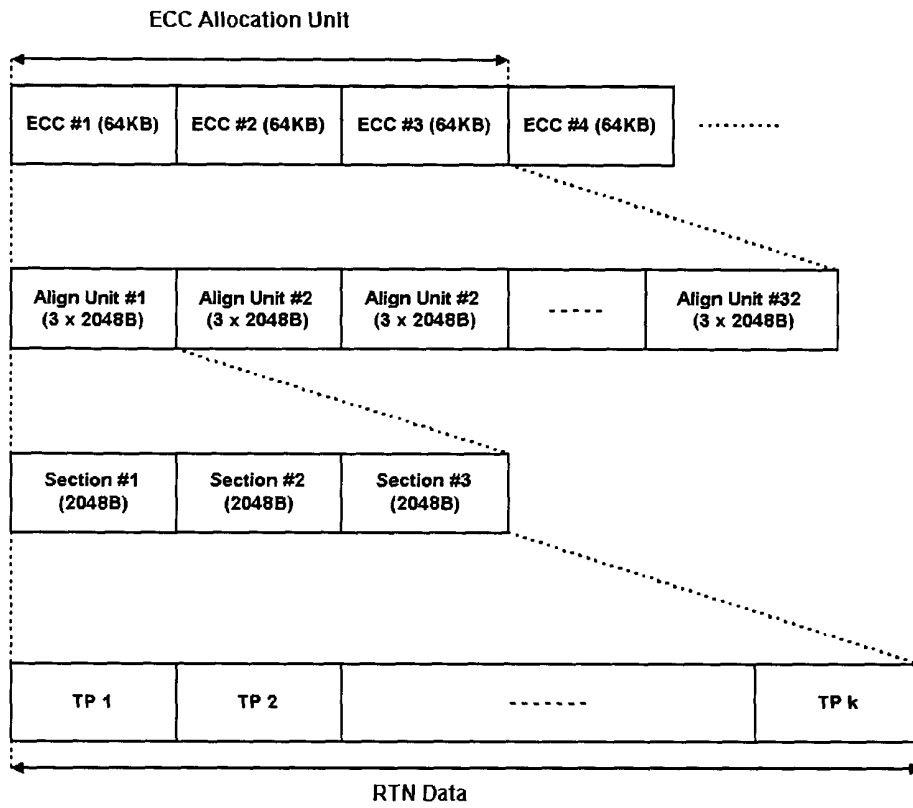 ECC Allocation Unit
ECC #1 (64KB) ECC #2 (64KB) ECC #3 (64KB) ECC #4 (64KB)
Align Unit #1 Align Unit #2 Align Unit #2 Align Unit #32
(3 x 2048B) (3 x 2048B) (3 x 2048B) (3 x 2048B)
Section #1 Section #2 Section #3
(2048B) (2048B) (2048B)
TP 1 TP 2 TP k
RTN Data